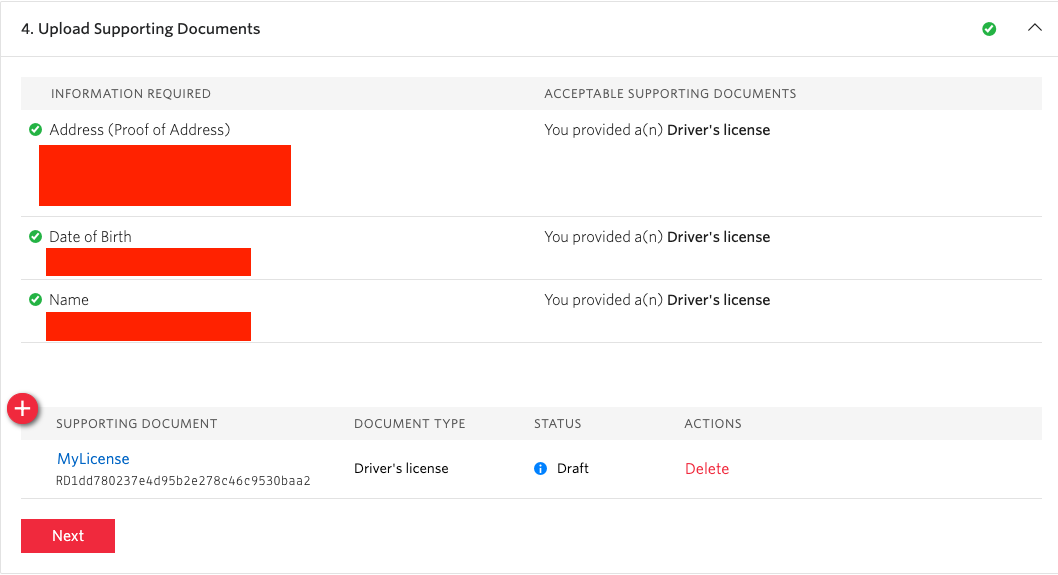 4. Upload Supporting Documents
INFORMATION REQUIRED ACCEPTABLE SUPPORTING DOCUMENTS
Address (Proof of Address) You provided a(n) Driver's license
Date of Birth You provided a(n) Driver's license
Name You provided a(n) Driver's license
SUPPORTING DOCUMENT DOCUMENT TYPE STATUS ACTIONS
MyLicense
Driver's license Draft Delete
RD1dd780237e4d95b2e278c46c9530baa2
Next